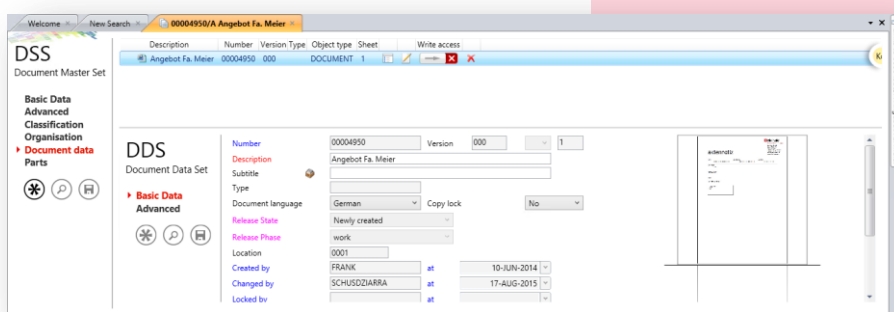 Welcome New Search 00004950/A Angebot Fa. Meier
DSS
Document Master Set
Basic Data
Advanced
Classification
Organisation
Document data
Parts
Description Number Version Type Object type Sheet Write access
Angebot Fa. Meier 00004950 000 DOCUMENT 1
DDS
Document Data Set
Basic Data
Advanced
Number 00004950 Version 000 1
Description Angebot Fa. Meier
Subtitle
Type
Document language German Copy lock No
Release State Newly created
Release Phase work
Location 0001
Created by FRANK at 10-JUN-2014
Changed by SCHUSDZIARRA at 17-AUG-2015
Locked by at